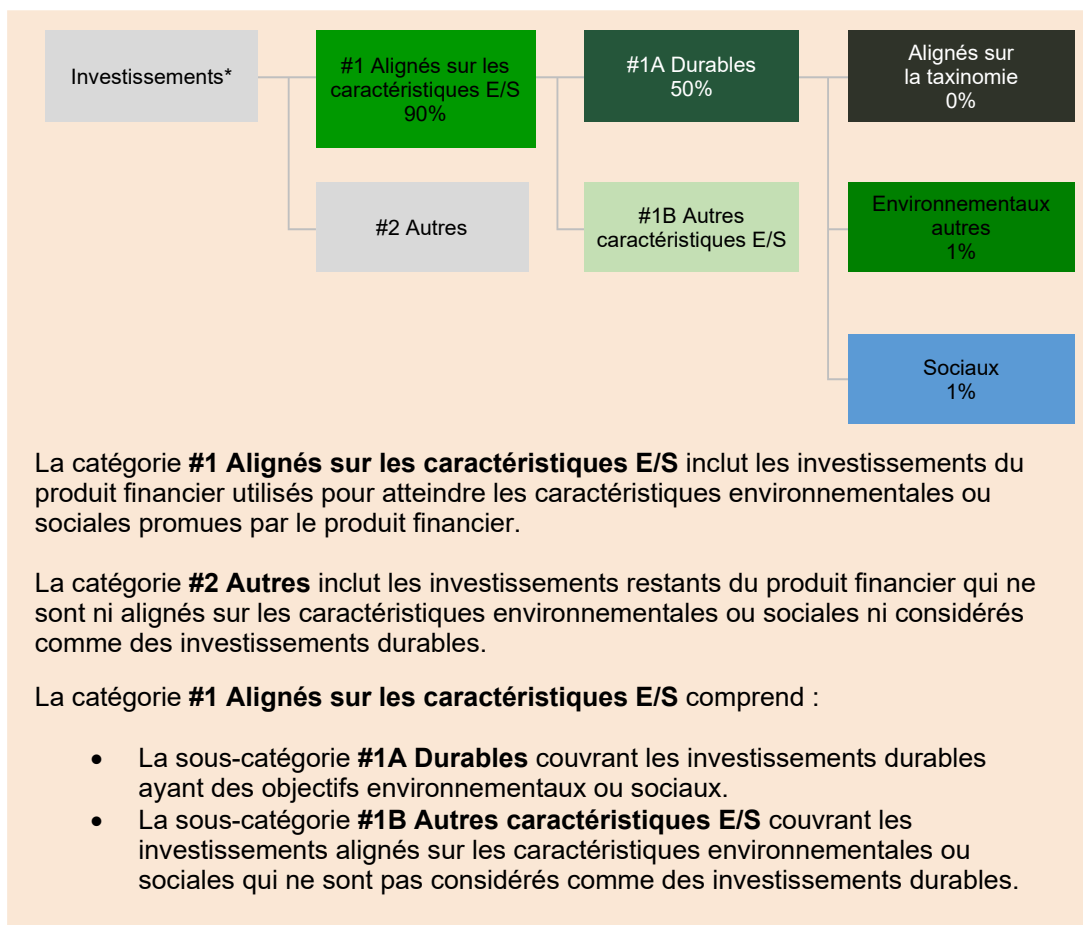 Investissements*
#1 Alignés sur les
caractéristiques E/S
90%
#1A Durables
50%
Alignés sur
la taxinomie
0%
#2 Autres
#1B Autres
caractéristiques E/S
Environnementaux
autres
1%
Sociaux
1%
La catégorie #1 Alignés sur les caractéristiques E/S inclut les investissements du
produit financier utilisés pour atteindre les caractéristiques environnementales ou
sociales promues par le produit financier.
La catégorie #2 Autres inclut les investissements restants du produit financier qui ne
sont ni alignés sur les caractéristiques environnementales ou sociales ni considérés
comme des investissements durables.
La catégorie #1 Alignés sur les caractéristiques E/S comprend :
• La sous-catégorie #1A Durables couvrant les investissements durables
ayant des objectifs environnementaux ou sociaux.
• La sous-catégorie #1B Autres caractéristiques E/S couvrant les
investissements alignés sur les caractéristiques environnementales ou
sociales qui ne sont pas considérés comme des investissements durables.